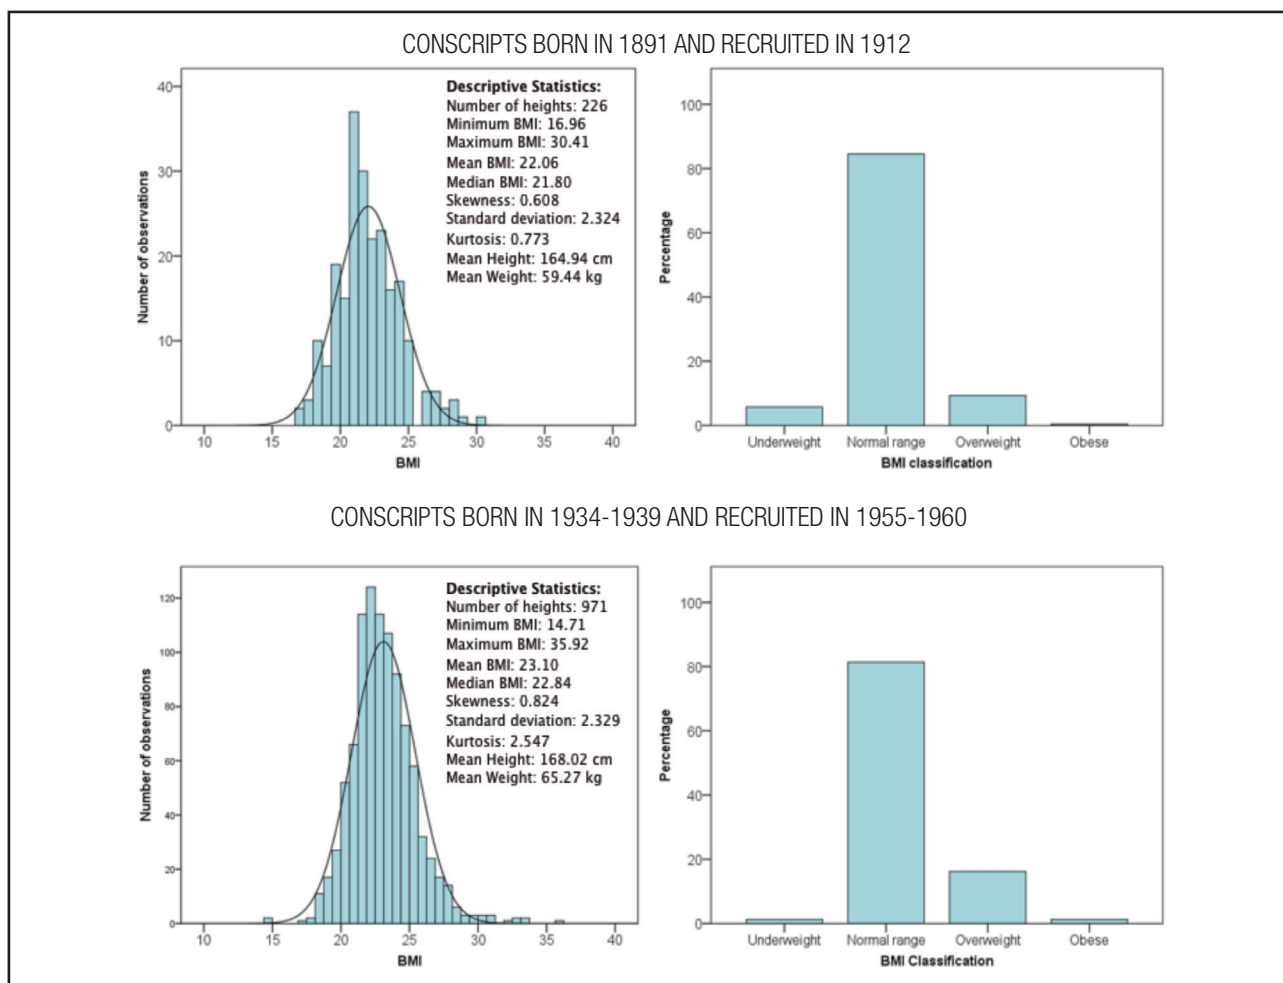 CONSCRIPTS BORN IN 1891 AND RECRUITED IN 1912
40
30
20
10
0
Number of observations
10 15 20 25 30 35 40
BMI
Descriptive Statistics:
Number of heights: 226
Minimum BMI: 16.96
Maximum BMI: 30.41
Mean BMI: 22.06
Median BMI: 21.80
Skewness: 0.608
Standard deviation: 2.324
Kurtosis: 0.773
Mean Height: 164.94 cm
Mean Weight: 59.44 kg
100
80
60
40
20
0
Percentage
Underweight Normal range Overweight Obese
BMI classification
CONSCRIPTS BORN IN 1934-1939 AND RECRUITED IN 1955-1960
120
100
80
60
40
20
0
Number of observations
10 15 20 25 30 35 40
BMI
Descriptive Statistics:
Number of heights: 971
Minimum BMI: 14.71
Maximum BMI: 35.92
Mean BMI: 23.10
Median BMI: 22.84
Skewness: 0.824
Standard deviation: 2.329
Kurtosis: 2.547
Mean Height: 168.02 cm
Mean Weight: 65.27 kg
100
80
60
40
20
0
Percentage
Underweight Normal range Overweight Obese
BMI Classification